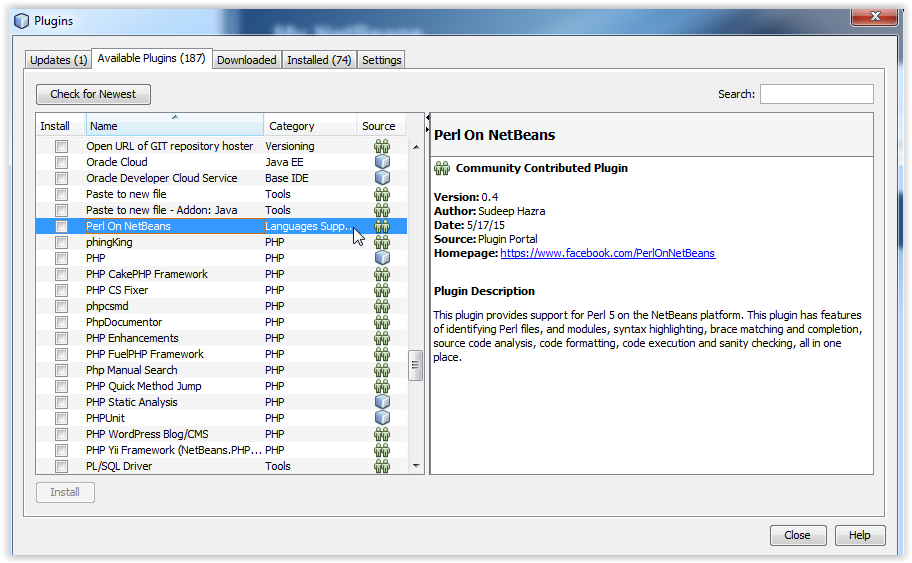 Plugins
Updates (1) Available Plugins (187) Downloaded Installed (74) Settings
Check for Newest Search:
Install Name Category Source
Open URL of GIT repository hoster Versioning
Oracle Cloud Java EE
Oracle Developer Cloud Service Base IDE
Paste to new file Tools
Paste to new file - Addon: Java Tools
Perl On NetBeans Languages Supp...
phingKing PHP
PHP PHP
PHP CakePHP Framework PHP
PHP CS Fixer PHP
phpcsmd PHP
PhpDocumentor PHP
PHP Enhancements PHP
PHP FuelPHP Framework PHP
Php Manual Search PHP
PHP Quick Method Jump PHP
PHP Static Analysis PHP
PHPUnit PHP
PHP WordPress Blog/CMS PHP
PHP Yii Framework (NetBeans.PHP... PHP
PL/SQL Driver Tools
Perl On NetBeans
Community Contributed Plugin
Version: 0.4
Author: Sudeep Hazra
Date: 5/17/15
Source: Plugin Portal
Homepage: https://www.facebook.com/PerlOnNetBeans
Plugin Description
This plugin provides support for Perl 5 on the NetBeans platform. This plugin has features
of identifying Perl files, and modules, syntax highlighting, brace matching and completion,
source code analysis, code formatting, code execution and sanity checking, all in one
place.
Install
Close Help